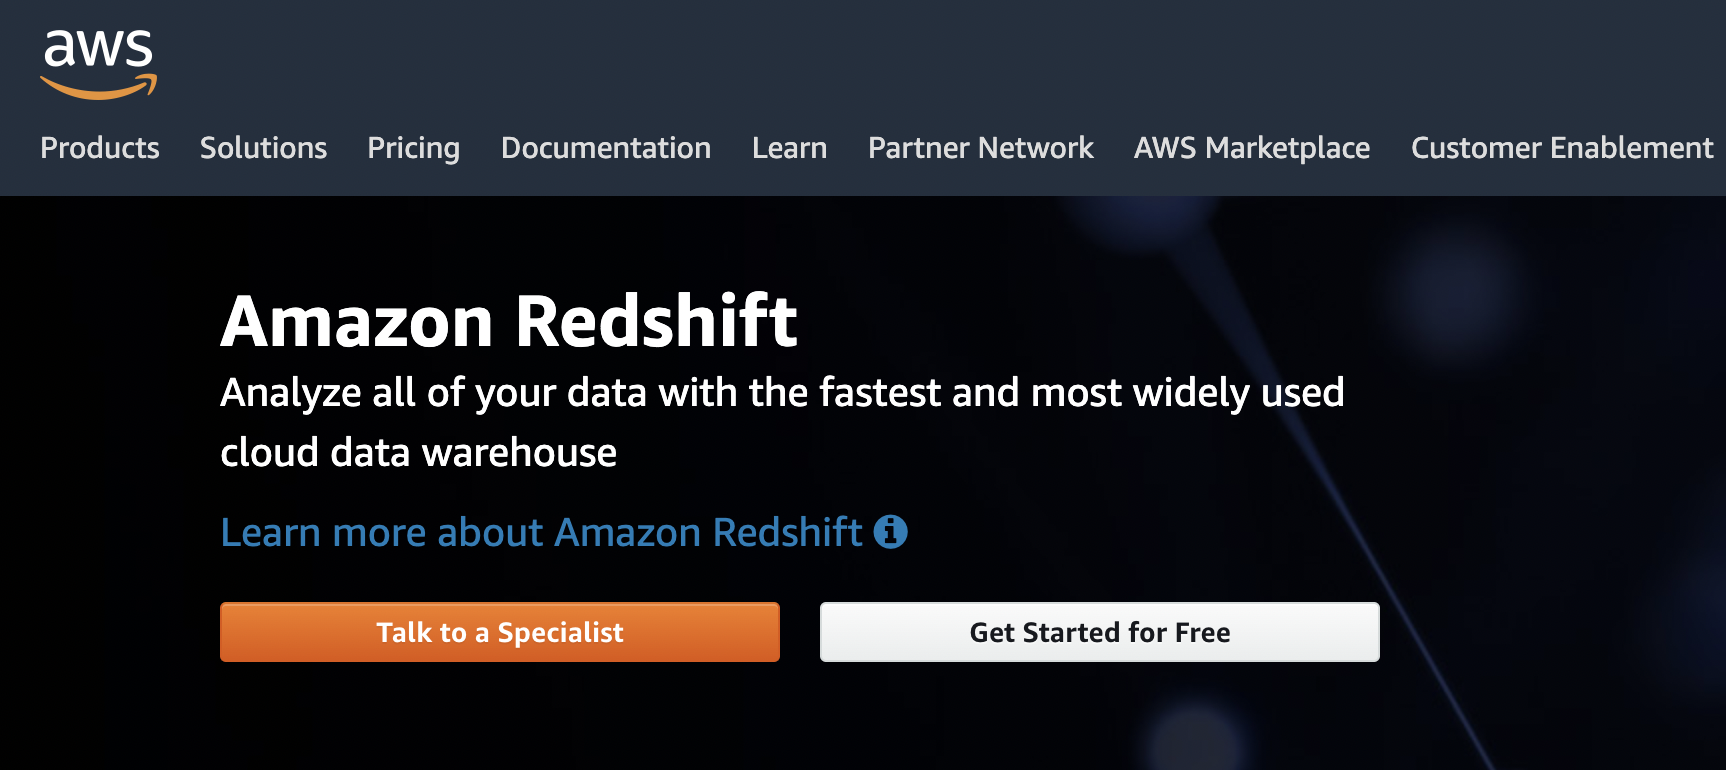 aws
Products Solutions Pricing Documentation Learn Partner Network AWS Marketplace Customer Enablement
Amazon Redshift
Analyze all of your data with the fastest and most widely used
cloud data warehouse
Learn more about Amazon Redshift i
Talk to a Specialist Get Started for Free